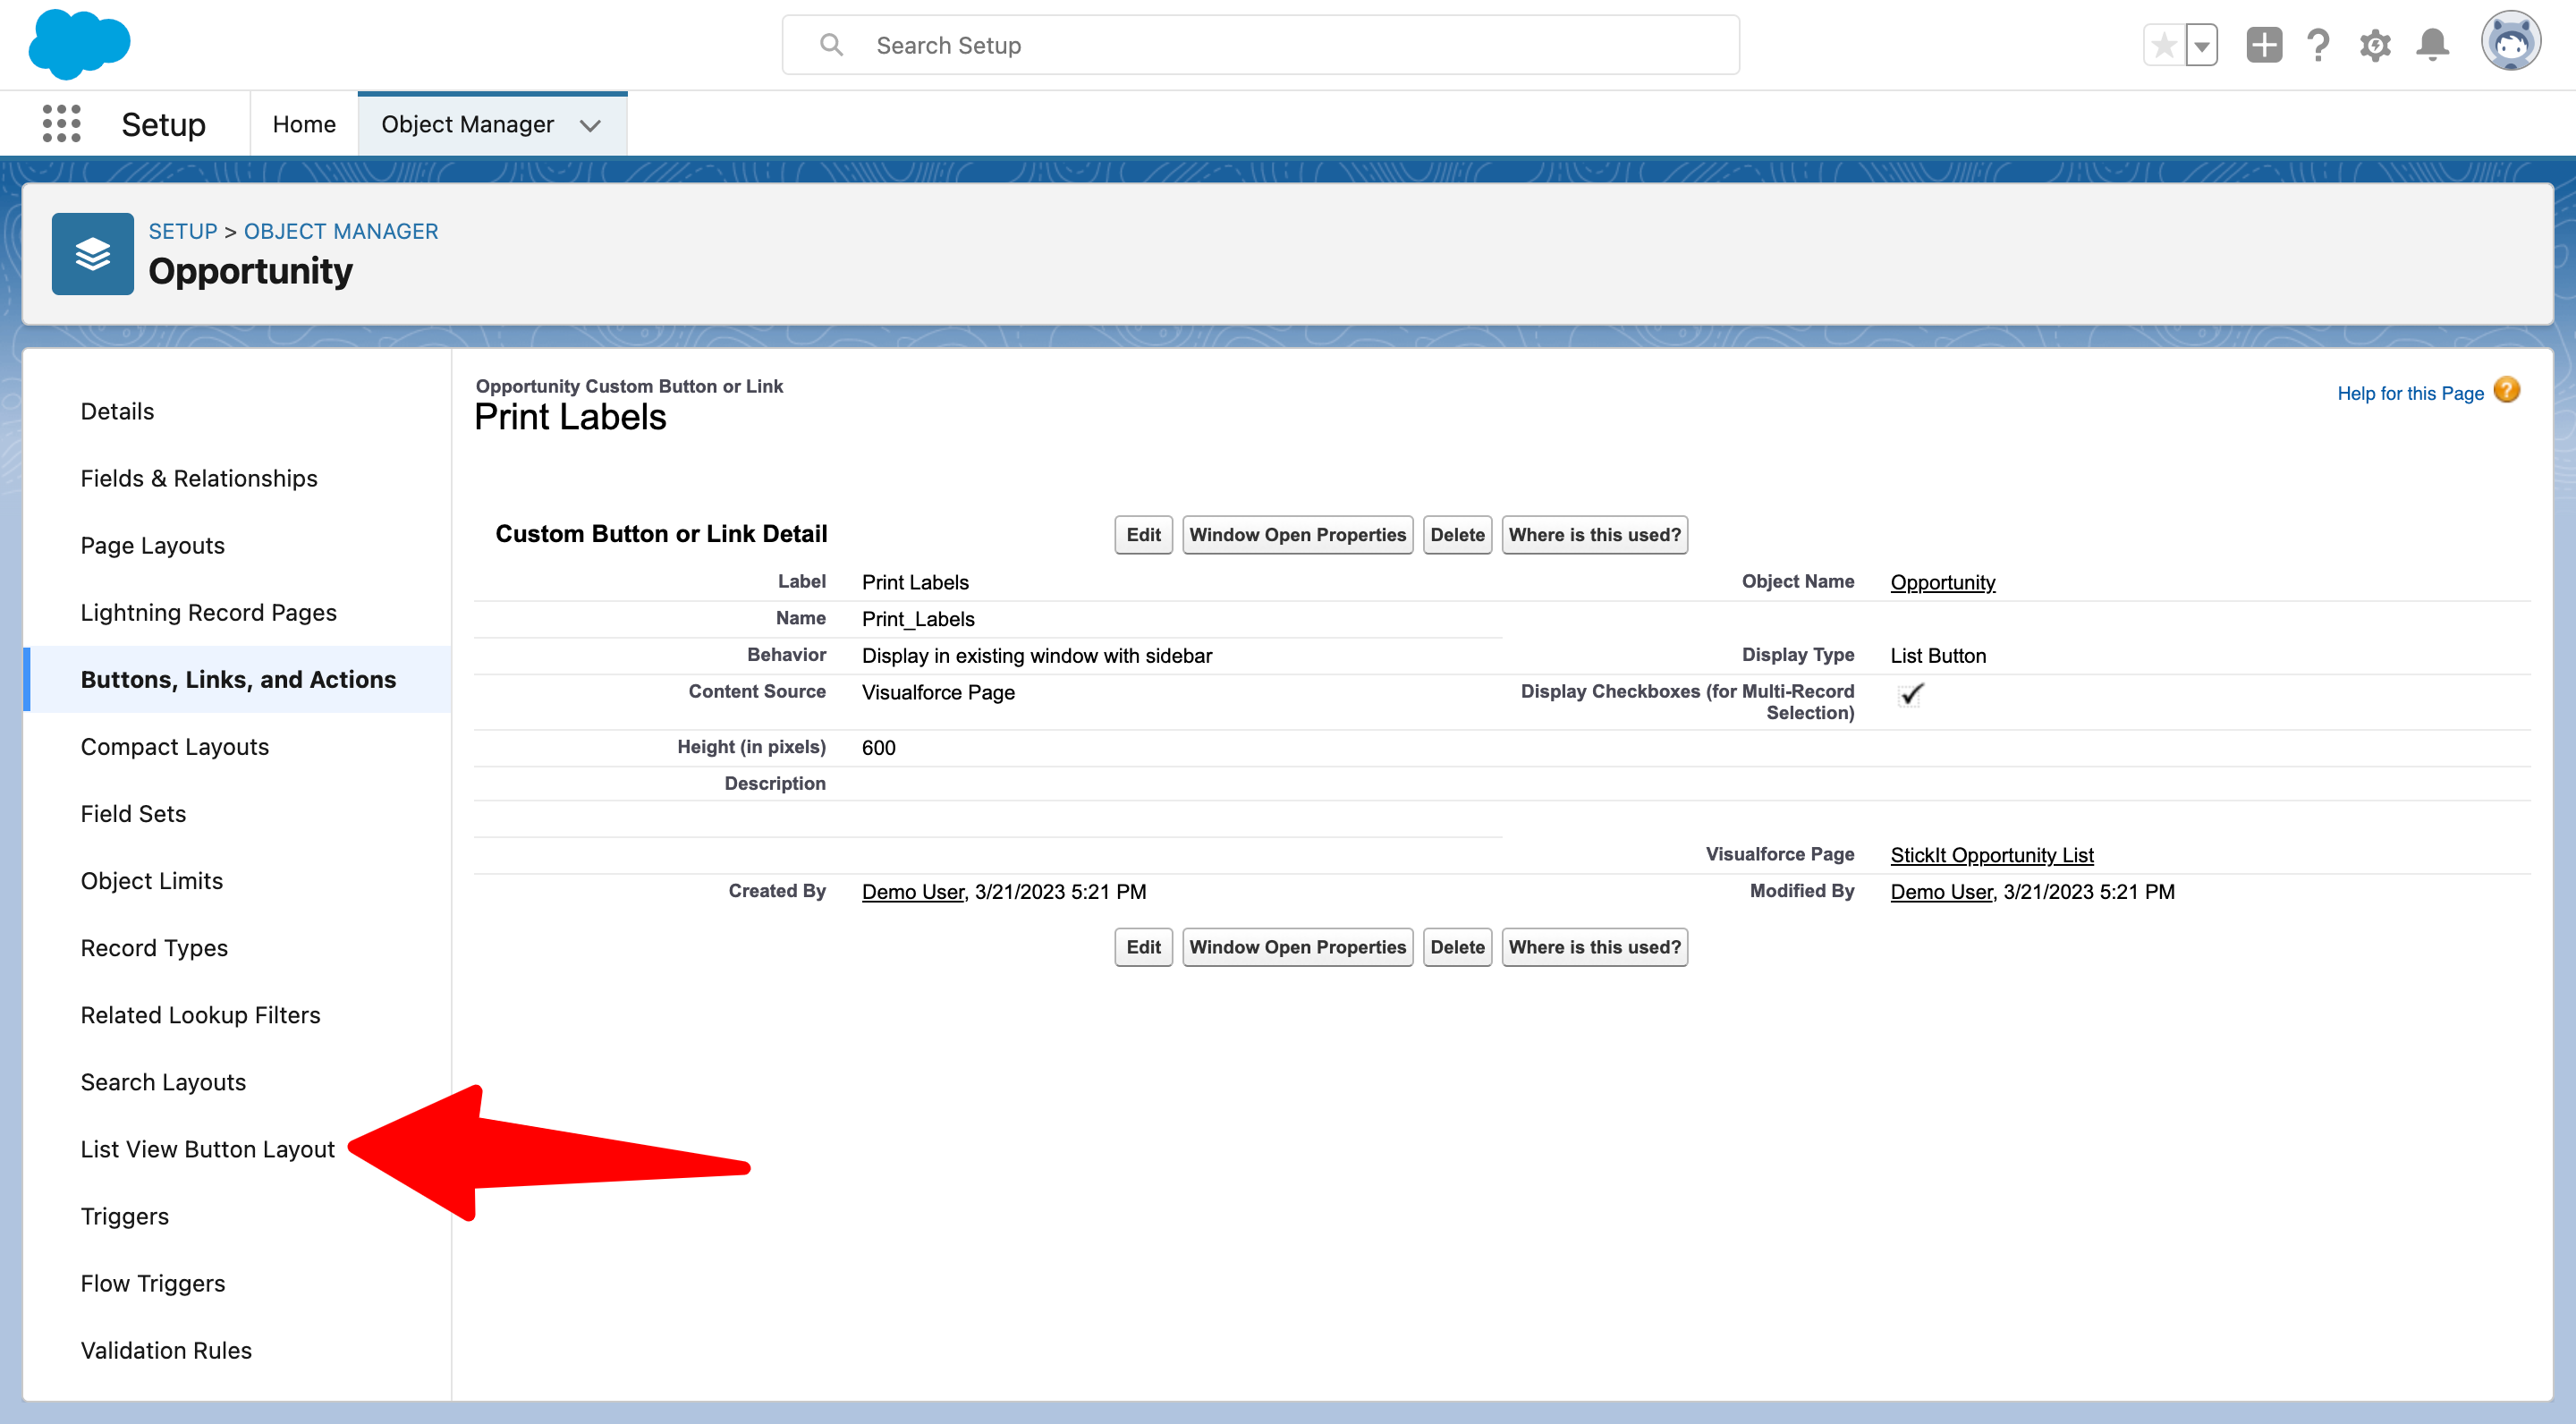 Search Setup
Setup
Home
Object Manager
SETUP > OBJECT MANAGER
Opportunity
Details
Fields & Relationships
Page Layouts
Lightning Record Pages
Buttons, Links, and Actions
Compact Layouts
Field Sets
Object Limits
Record Types
Related Lookup Filters
Search Layouts
List View Button Layout
Triggers
Flow Triggers
Validation Rules
Opportunity Custom Button or Link
Print Labels
Help for this Page ?
Custom Button or Link Detail
Edit Window Open Properties Delete Where is this used?
Label Print Labels Object Name Opportunity
Name Print_Labels
Behavior Display in existing window with sidebar Display Type List Button
Content Source Visualforce Page Display Checkboxes (for Multi-Record
Selection)
Height (in pixels) 600
Description
Visualforce Page StickIt Opportunity List
Created By Demo User, 3/21/2023 5:21 PM Modified By Demo User, 3/21/2023 5:21 PM
Edit Window Open Properties Delete Where is this used?